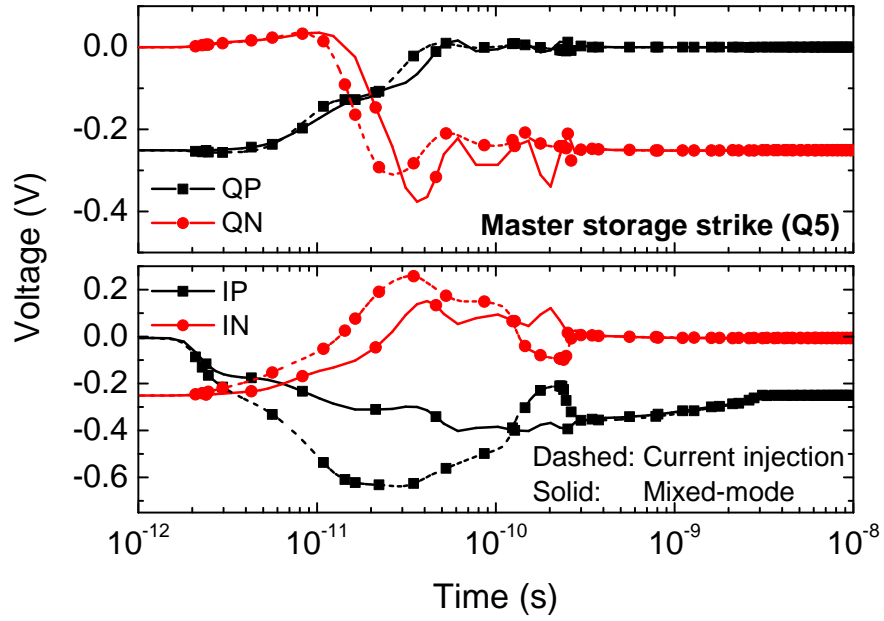 0.0
-0.2
-0.4
QP
QN
Master storage strike (Q5)
Voltage (V)
0.2
0.0
-0.2
-0.4
-0.6
IP
IN
Dashed: Current injection
Solid: Mixed-mode
10^-12
10^-11
10^-10
10^-9
10^-8
Time (s)